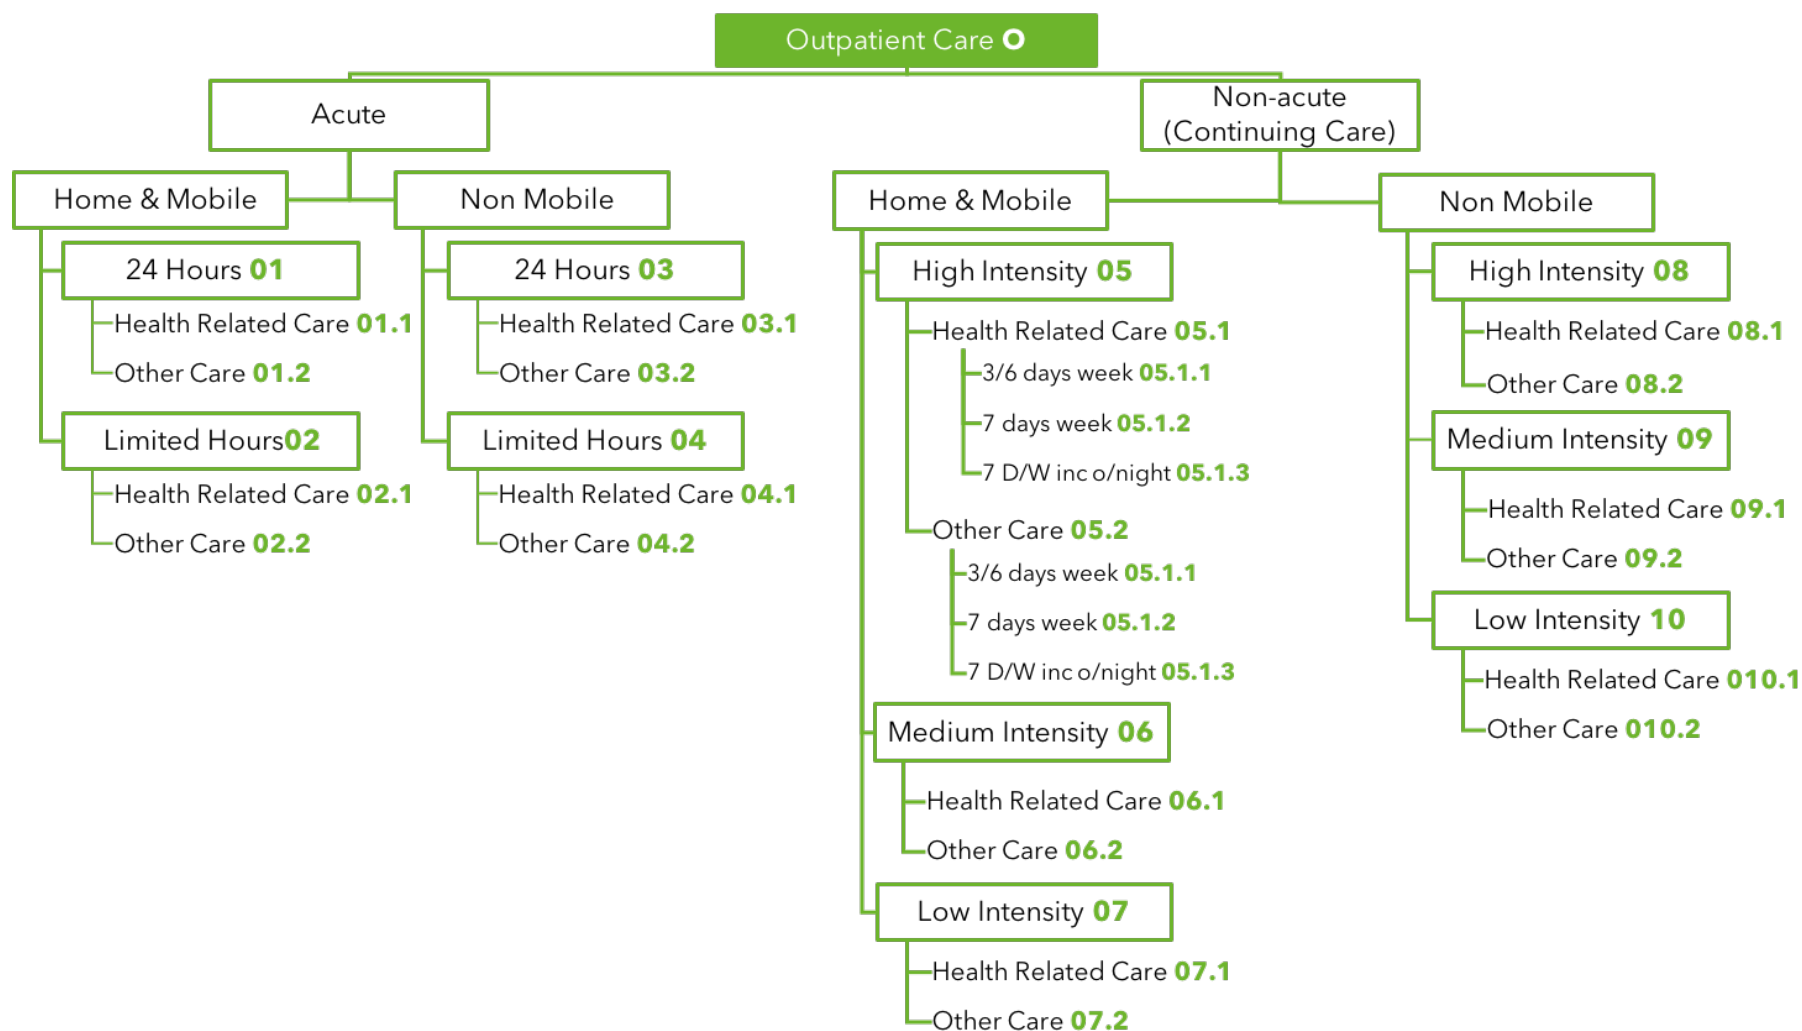 Outpatient Care O
Acute
Non-acute
(Continuing Care)
Home & Mobile
24 Hours 01
Health Related Care 01.1
Other Care 01.2
Limited Hours02
Health Related Care 02.1
Other Care 02.2
Non Mobile
24 Hours 03
Health Related Care 03.1
Other Care 03.2
Limited Hours 04
Health Related Care 04.1
Other Care 04.2
Home & Mobile
High Intensity 05
Health Related Care 05.1
3/6 days week 05.1.1
7 days week 05.1.2
7 D/W inc o/night 05.1.3
Other Care 05.2
3/6 days week 05.1.1
7 days week 05.1.2
7 D/W inc o/night 05.1.3
Medium Intensity 06
Health Related Care 06.1
Other Care 06.2
Low Intensity 07
Health Related Care 07.1
Other Care 07.2
Non Mobile
High Intensity 08
Health Related Care 08.1
Other Care 08.2
Medium Intensity 09
Health Related Care 09.1
Other Care 09.2
Low Intensity 10
Health Related Care 010.1
Other Care 010.2